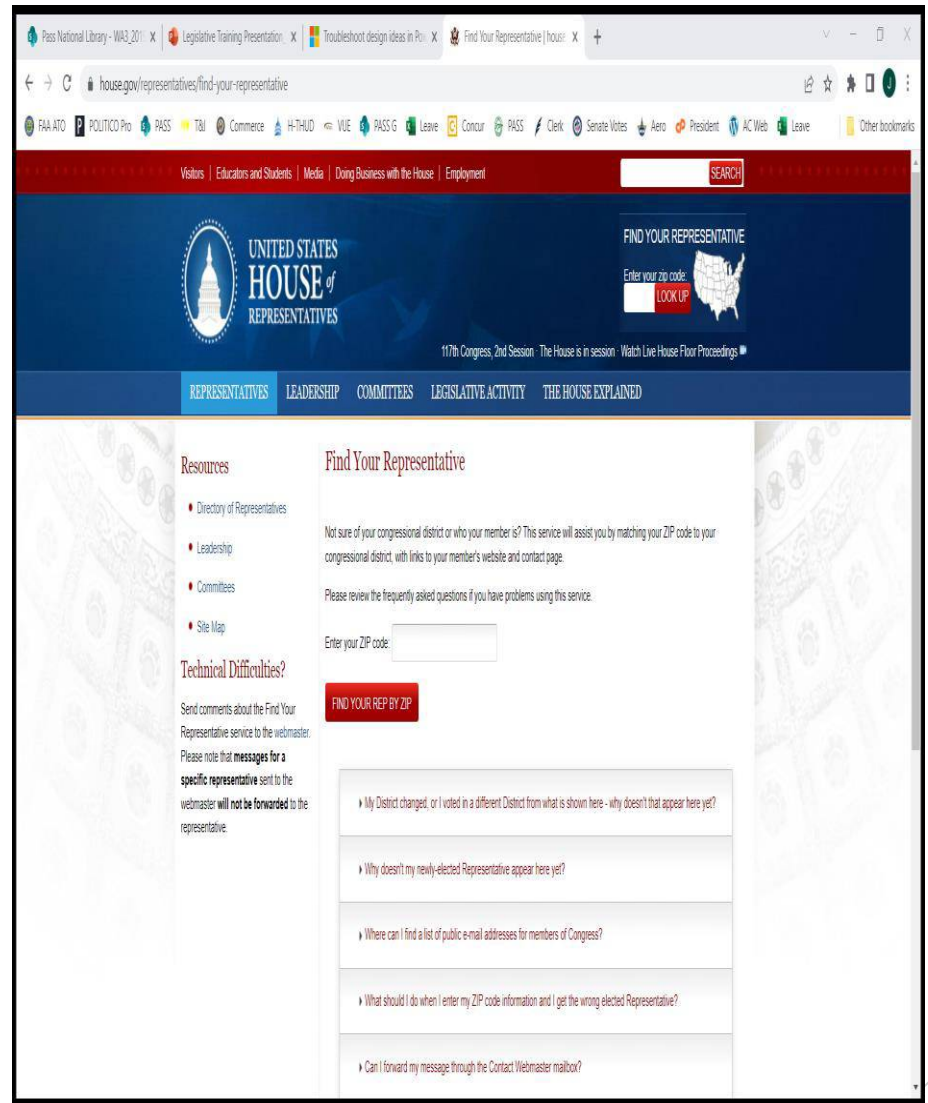 Pass National Library - WA3_201 X
Legislative Training Presentation_ X
Troubleshoot design ideas in Po X
Find Your Representative | house X +
house.gov/representatives/find-your-representative
FAA ATO POLITICO Pro PASS T&I Commerce H-THUD VUE PASS G Leave Concur PASS Clerk Senate Votes Aero President AC Web Leave Other bookmarks
Visitors | Educators and Students | Media | Doing Business with the House | Employment
SEARCH
UNITED STATES
HOUSE of
REPRESENTATIVES
FIND YOUR REPRESENTATIVE
Enter your zip code:
LOOK UP
117th Congress, 2nd Session · The House is in session · Watch Live House Floor Proceedings
REPRESENTATIVES LEADERSHIP COMMITTEES LEGISLATIVE ACTIVITY THE HOUSE EXPLAINED
Resources
Directory of Representatives
Leadership
Committees
Site Map
Technical Difficulties?
Send comments about the Find Your
Representative service to the webmaster.
Please note that messages for a
specific representative sent to the
webmaster will not be forwarded to the
representative.
Find Your Representative
Not sure of your congressional district or who your member is? This service will assist you by matching your ZIP code to your
congressional district, with links to your member's website and contact page.
Please review the frequently asked questions if you have problems using this service.
Enter your ZIP code:
FIND YOUR REP BY ZIP
My District changed, or I voted in a different District from what is shown here - why doesn't that appear here yet?
Why doesn't my newly-elected Representative appear here yet?
Where can I find a list of public e-mail addresses for members of Congress?
What should I do when I enter my ZIP code information and I get the wrong elected Representative?
Can I forward my message through the Contact Webmaster mailbox?